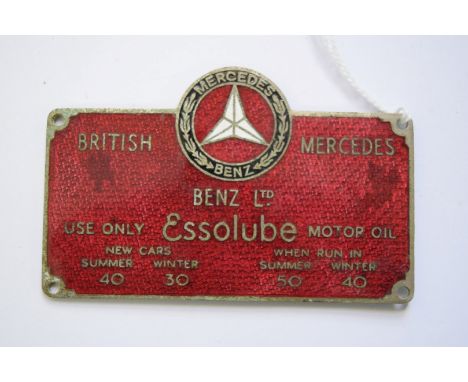 MERCEDES
BENZ
BRITISH MERCEDES
BENZ LTD
USE ONLY Essolube MOTOR OIL
NEW CARS WHEN RUN IN
SUMMER WINTER SUMMER WINTER
40 30 50 40